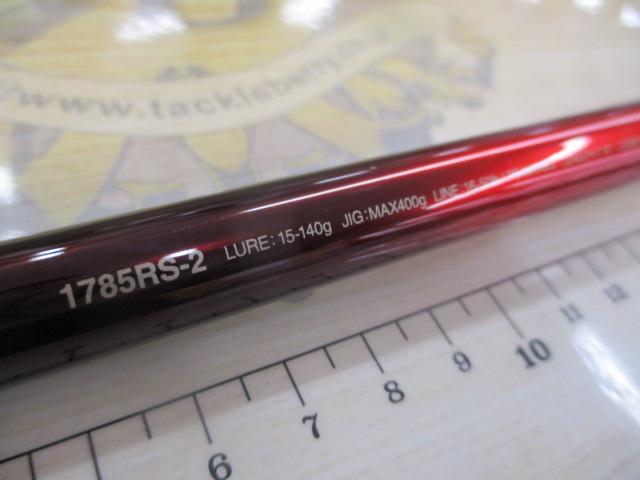 www.tackleberry.co.jp
1785RS-2 LURE:15-140g JIG:MAX400g LINE:16
6 7 8 9 10 11 12